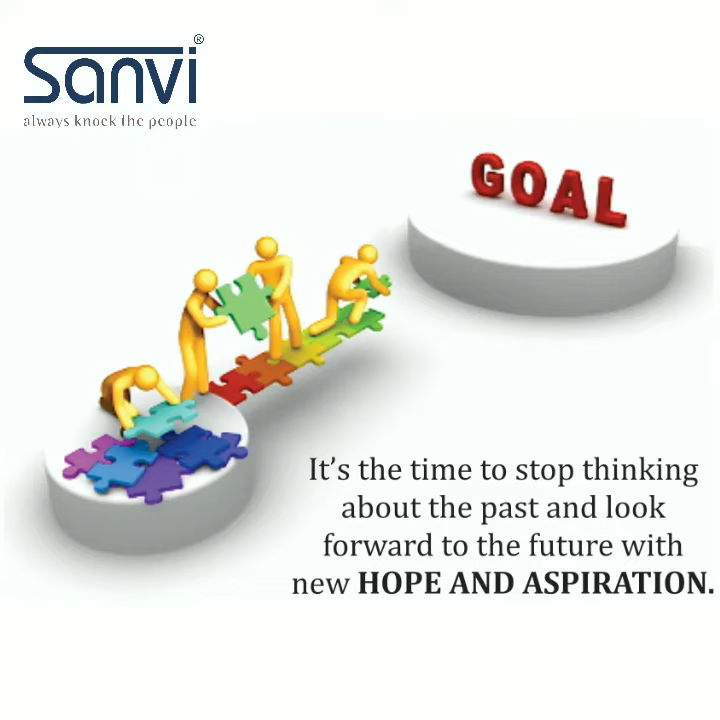 Sanvi®
always knock the people
GOAL
It's the time to stop thinking
about the past and look
forward to the future with
new HOPE AND ASPIRATION.